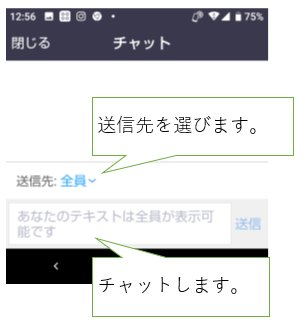 12:56
75%
閉じる
チャット
送信先を選びます。
送信先: 全員
あなたのテキストは全員が表示可
能です
送信
チャットします。